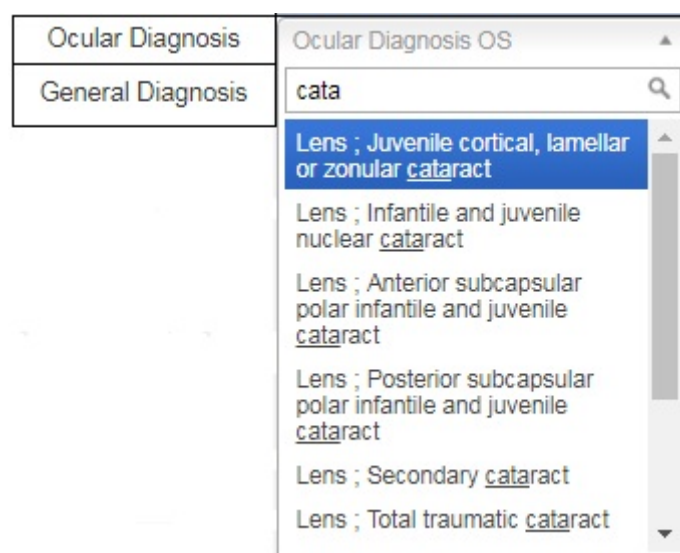 Ocular Diagnosis
Ocular Diagnosis OS
General Diagnosis
cata
Lens ; Juvenile cortical, lamellar
or zonular cataract
Lens ; Infantile and juvenile
nuclear cataract
Lens ; Anterior subcapsular
polar infantile and juvenile
cataract
Lens ; Posterior subcapsular
polar infantile and juvenile
cataract
Lens ; Secondary cataract
Lens ; Total traumatic cataract